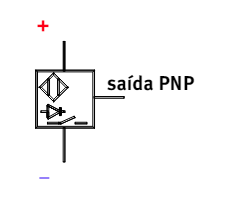 +
saída PNP
–